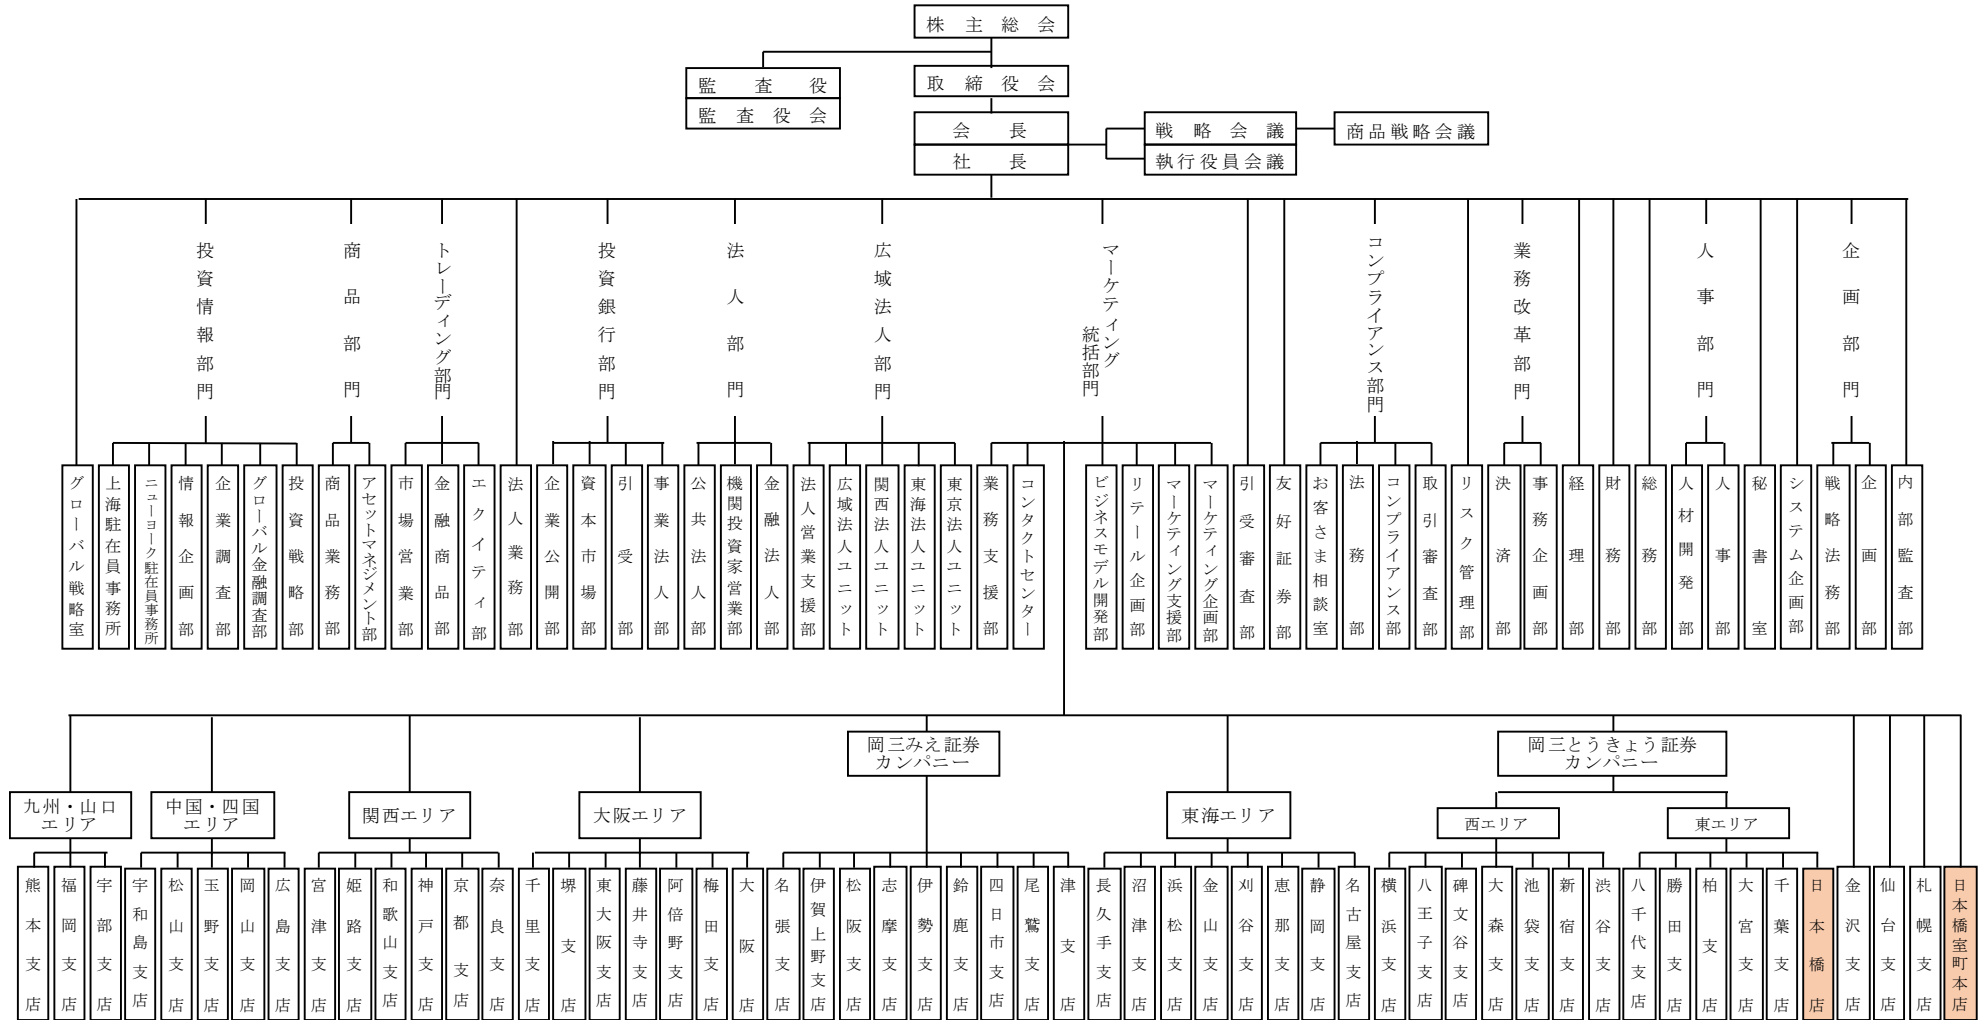 株主総会
監査役
監査役会
取締役会
会長
社長
戦略会議
執行役員会議
商品戦略会議
投資情報部門
商品部門
トレーディング部門
投資銀行部門
法人部門
広域法人部門
マーケティング
統括部門
コンプライアンス部門
業務改革部門
人事部門
企画部門
グローバル戦略室
上海駐在員事務所
ニューヨーク駐在員事務所
情報企画部
企業調査部
グローバル金融調査部
投資戦略部
商品業務部
アセットマネジメント部
市場営業部
金融商品部
エクイティ部
法人業務部
企業公開部
資本市場部
引受部
事業法人部
公共法人部
機関投資家営業部
金融法人部
法人営業支援部
広域法人ユニット
関西法人ユニット
東海法人ユニット
東京法人ユニット
業務支援部
コンタクトセンター
ビジネスモデル開発部
リテール企画部
マーケティング支援部
マーケティング企画部
引受審査部
友好証券部
お客さま相談室
法務部
コンプライアンス部
取引審査部
リスク管理部
決済部
事務企画部
経理部
財務部
総務部
人材開発部
人事部
秘書室
システム企画部
戦略法務部
企画部
内部監査部
岡三みえ証券
カンパニー
岡三とうきょう証券
カンパニー
九州・山口
エリア
中国・四国
エリア
関西エリア
大阪エリア
東海エリア
西エリア
東エリア
熊本支店
福岡支店
宇部支店
宇和島支店
松山支店
玉野支店
岡山支店
広島支店
宮津支店
姫路支店
和歌山支店
神戸支店
京都支店
奈良支店
千里支店
堺支店
東大阪支店
藤井寺支店
阿倍野支店
梅田支店
大阪店
名張支店
伊賀上野支店
松阪支店
志摩支店
伊勢支店
鈴鹿支店
四日市支店
尾鷲支店
津支店
長久手支店
沼津支店
浜松支店
金山支店
刈谷支店
恵那支店
静岡支店
名古屋支店
横浜支店
八王子支店
碑文谷支店
大森支店
池袋支店
新宿支店
渋谷支店
八千代支店
勝田支店
柏支店
大宮支店
千葉支店
日本橋店
金沢支店
仙台支店
札幌支店
日本橋室町本店